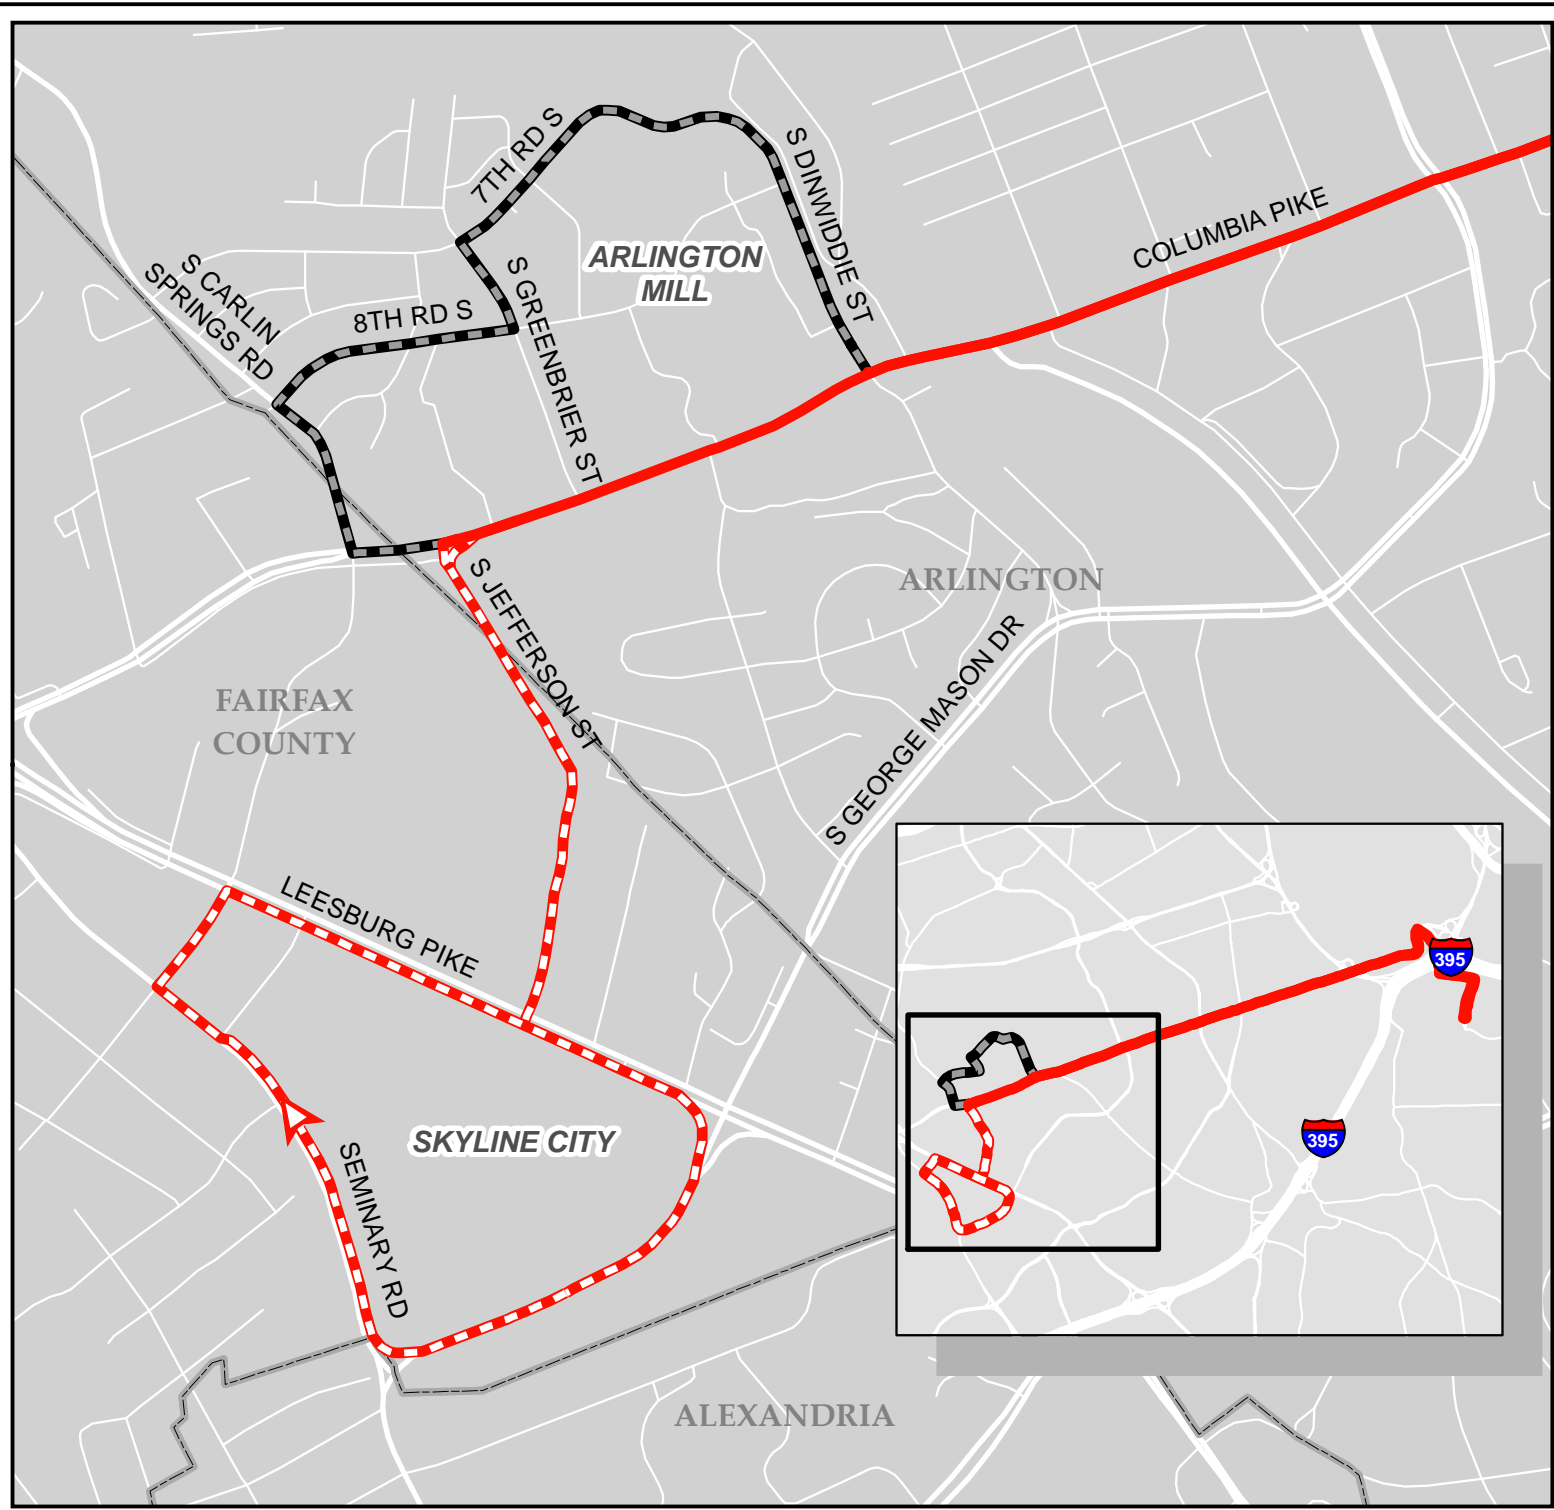 7TH RD S
S DINWIDDIE ST
COLUMBIA PIKE
ARLINGTON
MILL
S CARLIN
SPRINGS RD
8TH RD S
S GREENBRIER ST
S JEFFERSON ST
ARLINGTON
S GEORGE MASON DR
FAIRFAX
COUNTY
LEESBURG PIKE
395
395
SKYLINE CITY
SEMINARY RD
ALEXANDRIA